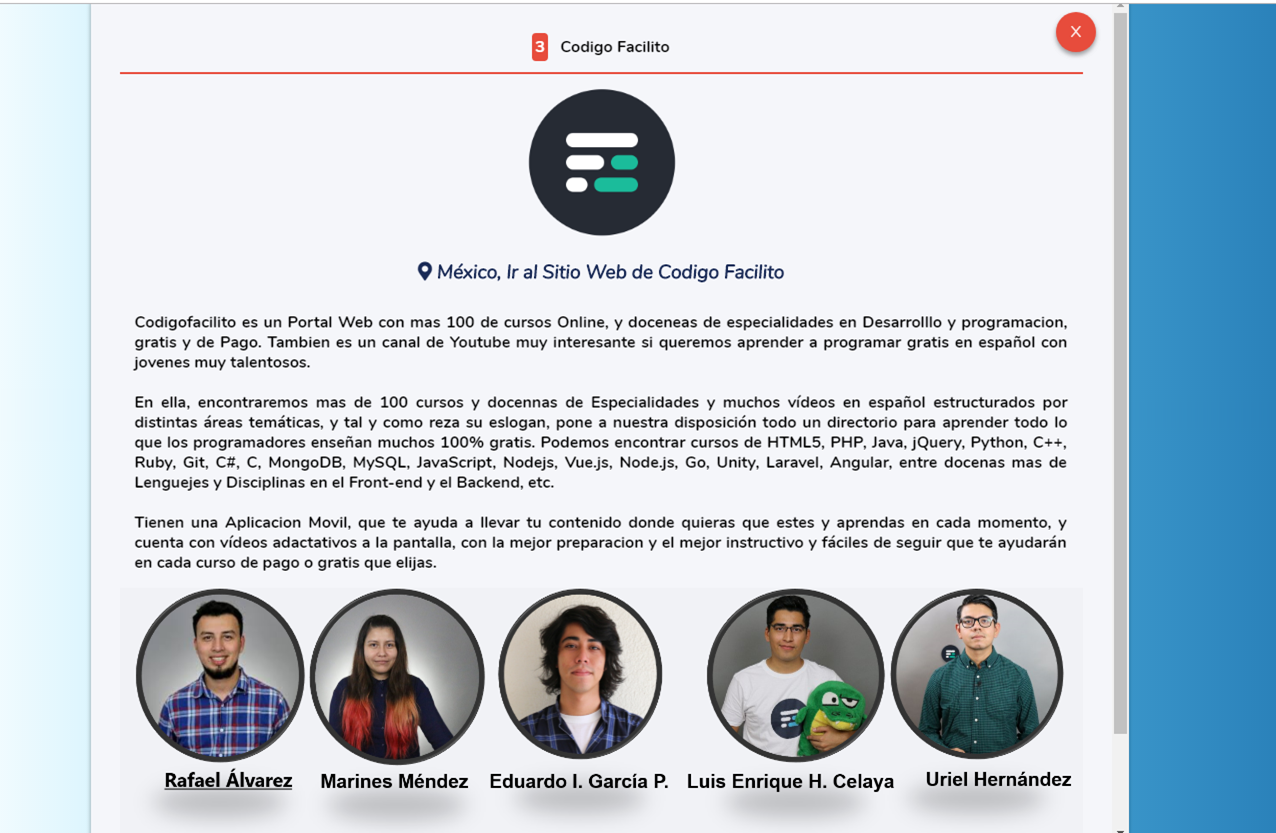 3 Codigo Facilito
X
México, Ir al Sitio Web de Codigo Facilito
Codigofacilito es un Portal Web con mas 100 de cursos Online, y doceneas de especialidades en Desarrolllo y programacion,
gratis y de Pago. Tambien es un canal de Youtube muy interesante si queremos aprender a programar gratis en español con
jovenes muy talentosos.
En ella, encontraremos mas de 100 cursos y docennas de Especialidades y muchos vídeos en español estructurados por
distintas áreas temáticas, y tal y como reza su eslogan, pone a nuestra disposición todo un directorio para aprender todo lo
que los programadores enseñan muchos 100% gratis. Podemos encontrar cursos de HTML5, PHP, Java, jQuery, Python, C++,
Ruby, Git, C#, C, MongoDB, MySQL, JavaScript, Nodejs, Vue.js, Node.js, Go, Unity, Laravel, Angular, entre docenas mas de
Lenguejes y Disciplinas en el Front-end y el Backend, etc.
Tienen una Aplicacion Movil, que te ayuda a llevar tu contenido donde quieras que estes y aprendas en cada momento, y
cuenta con vídeos adactativos a la pantalla, con la mejor preparacion y el mejor instructivo y fáciles de seguir que te ayudarán
en cada curso de pago o gratis que elijas.
Rafael Álvarez Marines Méndez Eduardo I. García P. Luis Enrique H. Celaya Uriel Hernández